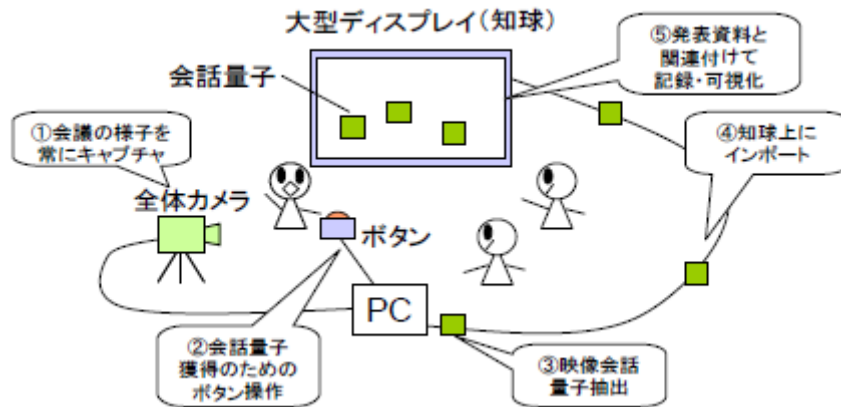 大型ディスプレイ(知球)
会話量子
⑤発表資料と
関連付けて
記録・可視化
①会議の様子を
常にキャプチャ
④知球上に
インポート
全体カメラ
ボタン
PC
②会話量子
獲得のための
ボタン操作
③映像会話
量子抽出